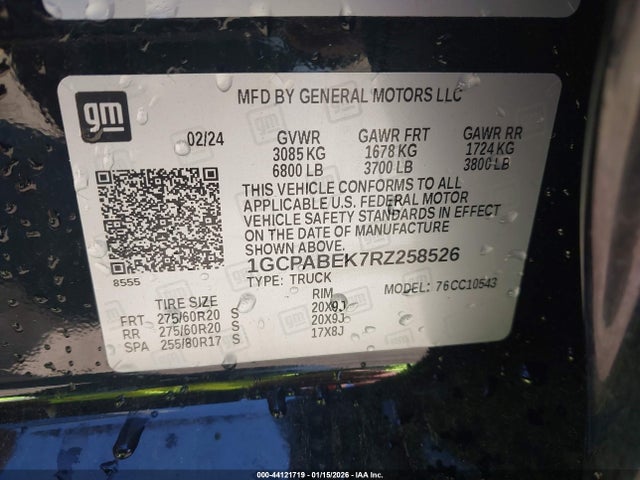 gm
MFD BY GENERAL MOTORS LLC
02/24 GVWR GAWR FRT GAWR RR
3085 KG 1678 KG 1724 KG
6800 LB 3700 LB 3800 LB
THIS VEHICLE CONFORMS TO ALL
APPLICABLE U.S. FEDERAL MOTOR
VEHICLE SAFETY STANDARDS IN EFFECT
ON THE DATE OF MANUFACTURE
SHOWN ABOVE.
8555
1GCPABEK7RZ258526
TYPE: TRUCK MODEL: 76CC10543
TIRE SIZE RIM
FRT 275/60R20 S 20X9J
RR 275/60R20 S 20X9J
SPA 255/80R17 S 17X8J
000-44121719 - 01/15/2026 - IAA Inc.